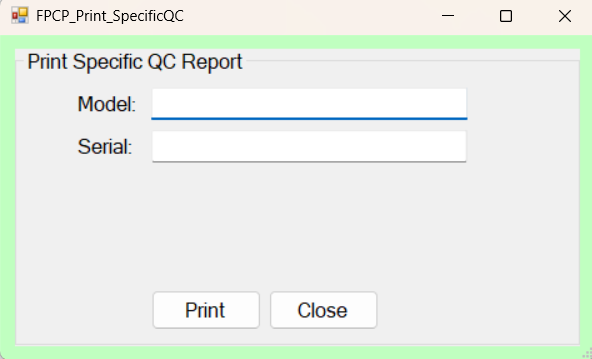 FPCP_Print_SpecificQC
Print Specific QC Report
Model:
Serial:
Print Close